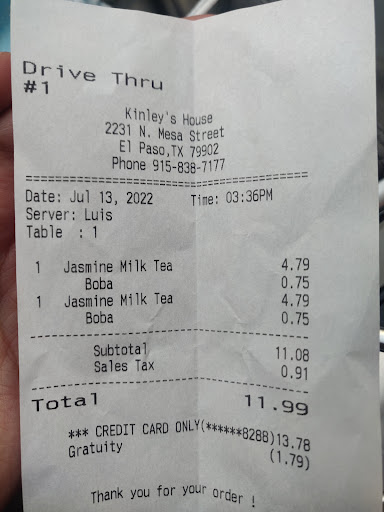 Drive Thru
#1
Kinley's House
2231 N. Mesa Street
El Paso,TX 79902
Phone 915-838-7177
========================================
Date: Jul 13, 2022 Time: 03:36PM
Server: Luis
Table : 1
1 Jasmine Milk Tea 4.79
Boba 0.75
1 Jasmine Milk Tea 4.79
Boba 0.75
----------------------------------------
Subtotal 11.08
Sales Tax 0.91
----------------------------------------
Total 11.99
*** CREDIT CARD ONLY(******8288)13.78
Gratuity (1.79)
Thank you for your order !